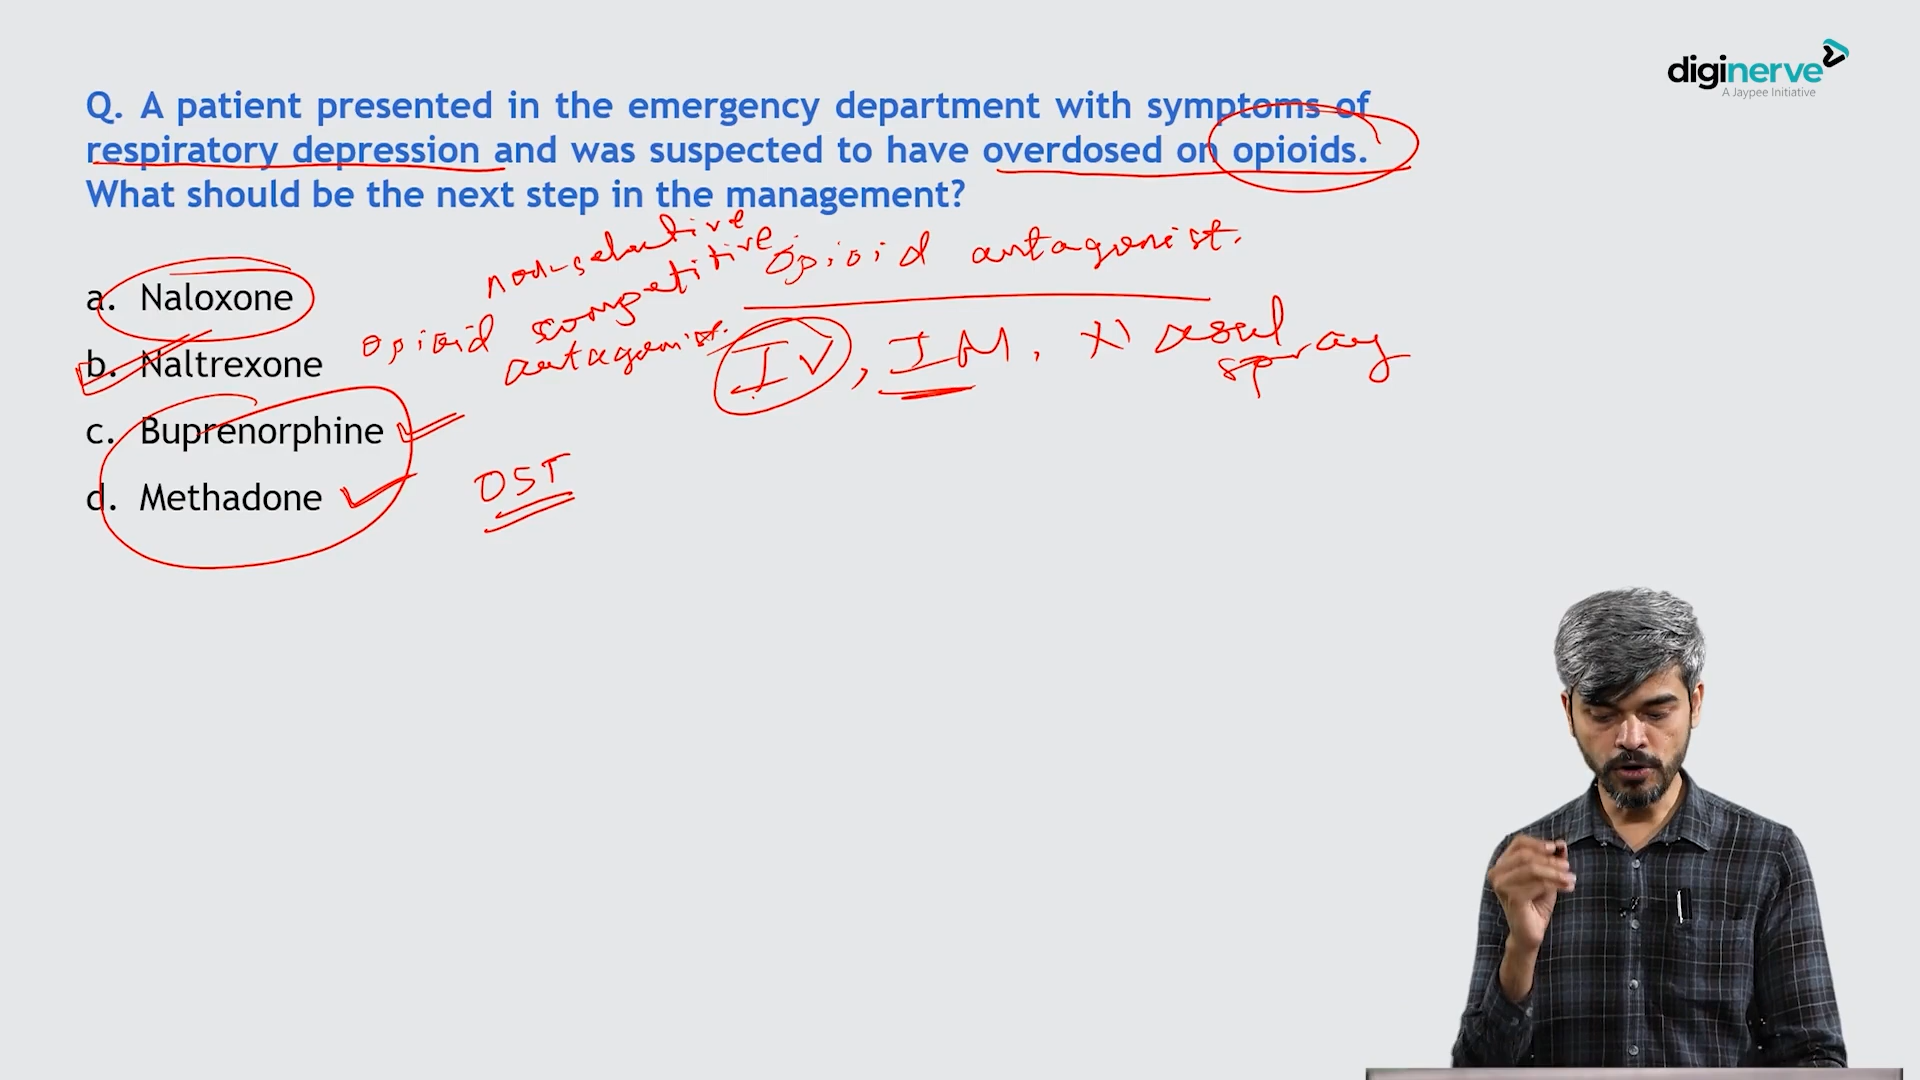 diginerve
A Jaypee Initiative
Q. A patient presented in the emergency department with symptoms of
respiratory depression and was suspected to have overdosed on opioids.
What should be the next step in the management?
non-selective
competitive
opioid antagonist.
a. Naloxone
opioid
antagonist.
IV, IM,
nasal
spray
b. Naltrexone
c. Buprenorphine
d. Methadone
OST